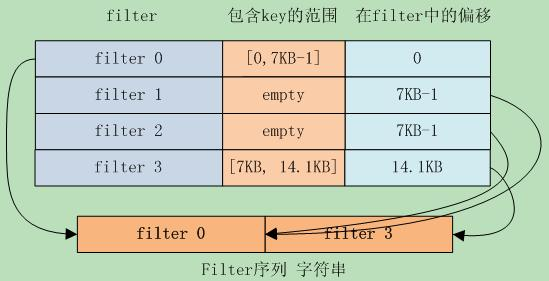 filter 包含key的范围 在filter中的偏移
filter 0 [0,7KB-1] 0
filter 1 empty 7KB-1
filter 2 empty 7KB-1
filter 3 [7KB, 14.1KB] 14.1KB
filter 0 filter 3
Filter序列 字符串